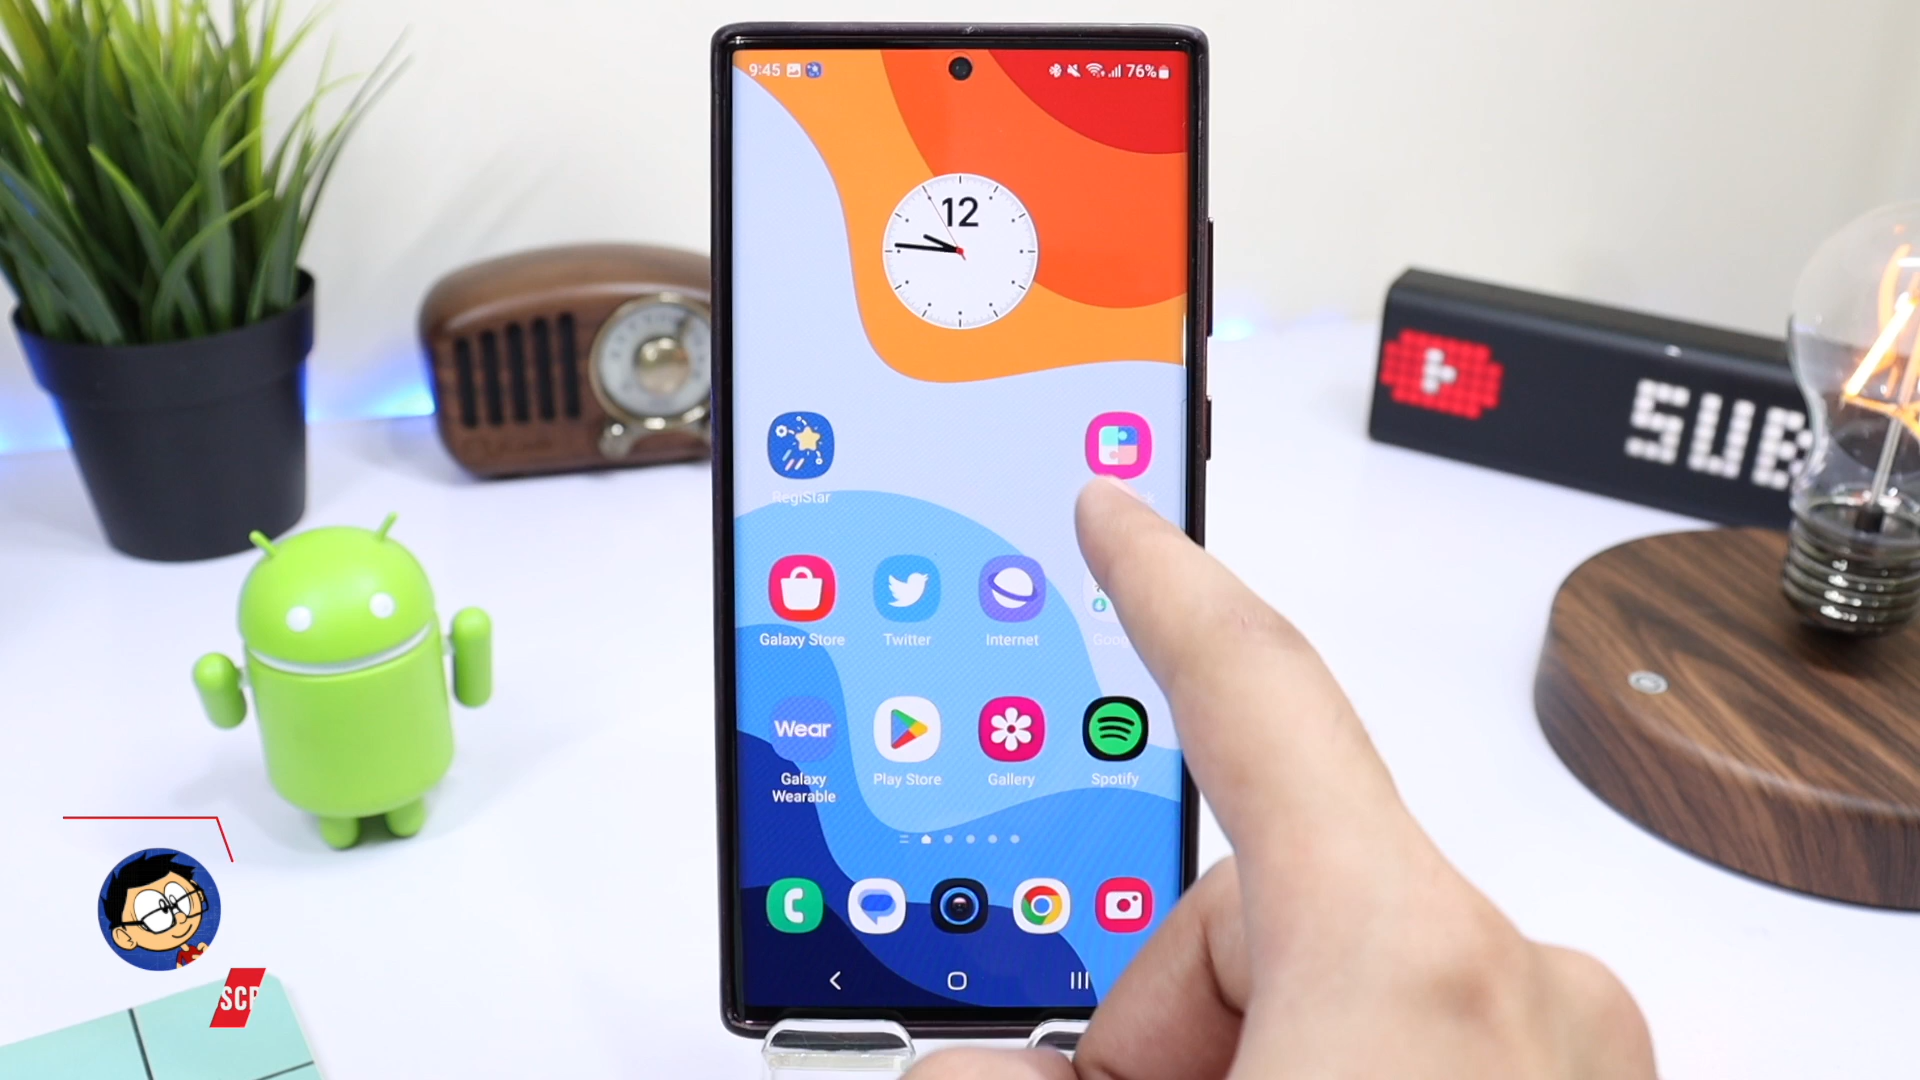 9:45
76%
12
RegiStar
Galaxy Store
Twitter
Internet
Wear
Galaxy
Wearable
Play Store
Gallery
Spotify
SUB